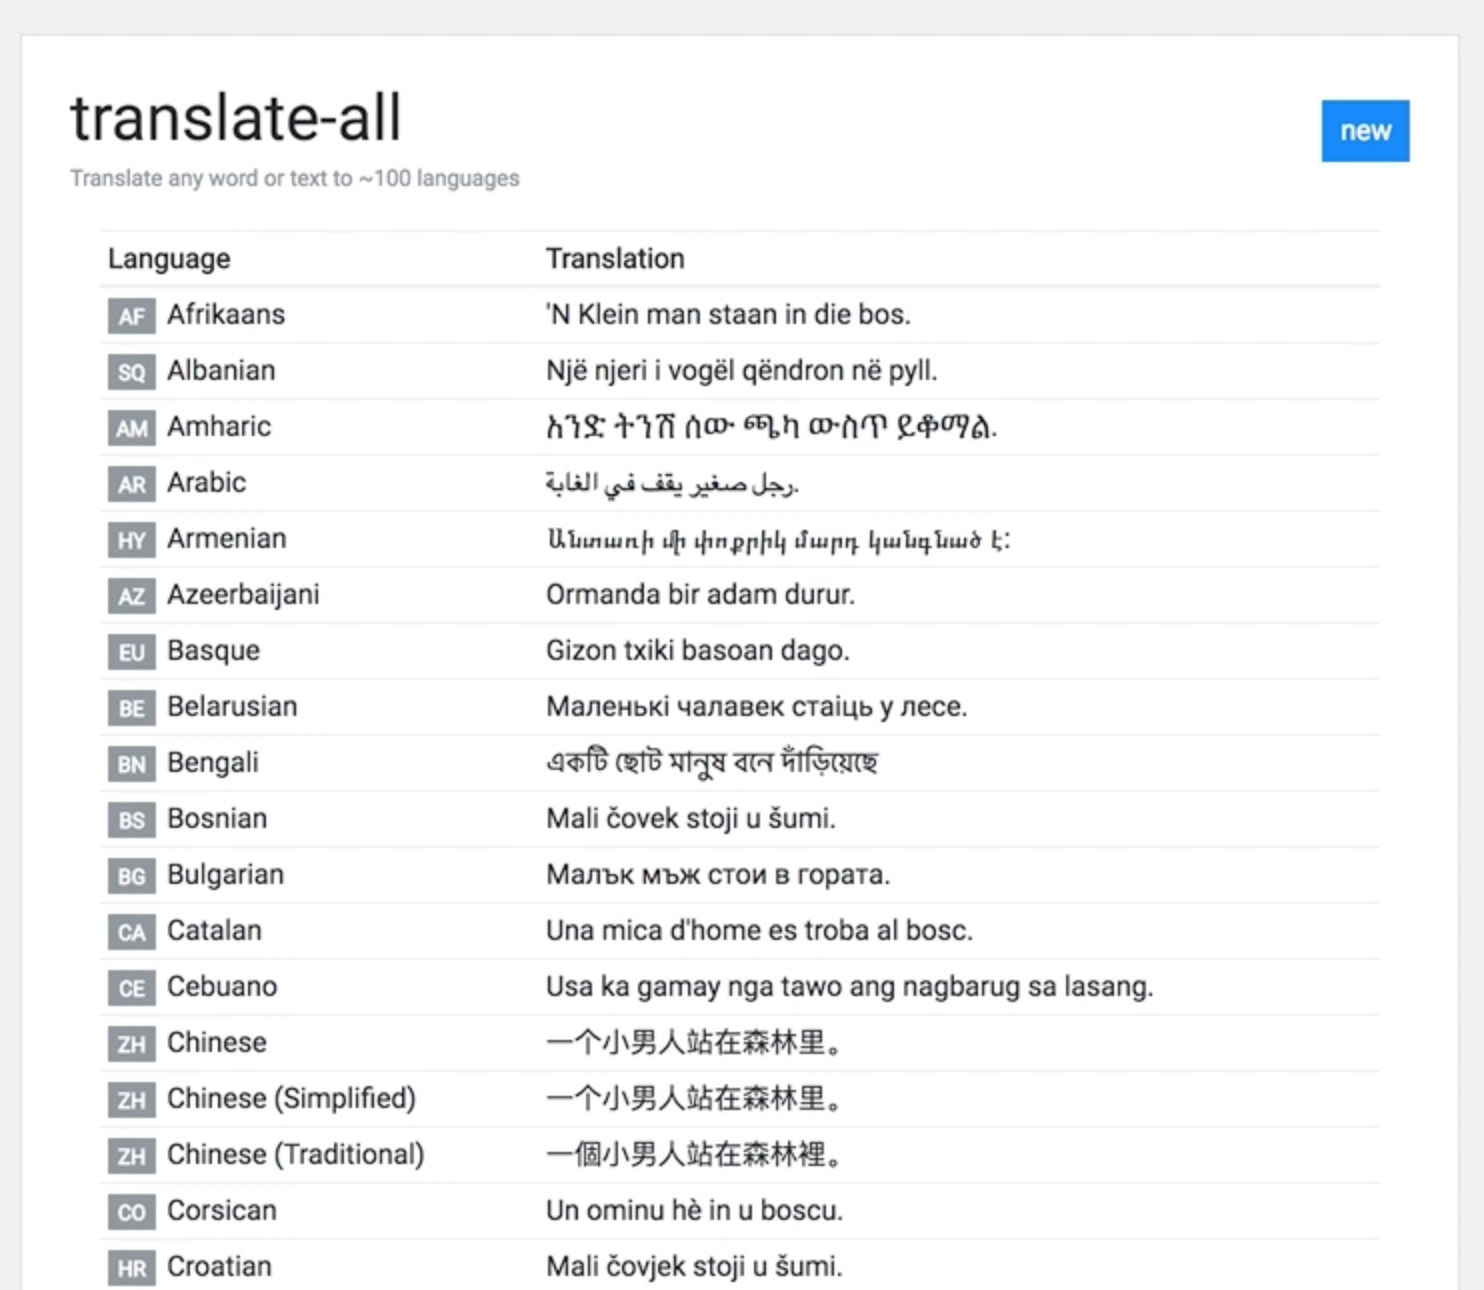 translate-all
new
Translate any word or text to ~100 languages
Language Translation
AF Afrikaans 'N Klein man staan in die bos.
SQ Albanian Një njeri i vogël qëndron në pyll.
AM Amharic አንድ ትንሽ ሰው ጫካ ውስጥ ይቆማል.
AR Arabic رجل صغير يقف في الغابة.
HY Armenian Անտառի մի փոքրիկ մարդ կանգնած է:
AZ Azeerbaijani Ormanda bir adam durur.
EU Basque Gizon txiki basoan dago.
BE Belarusian Маленькі чалавек стаіць у лесе.
BN Bengali একটি ছোট মানুষ বনে দাঁড়িয়েছে
BS Bosnian Mali čovek stoji u šumi.
BG Bulgarian Малък мъж стои в гората.
CA Catalan Una mica d'home es troba al bosc.
CE Cebuano Usa ka gamay nga tawo ang nagbarug sa lasang.
ZH Chinese 一个小男人站在森林里。
ZH Chinese (Simplified) 一个小男人站在森林里。
ZH Chinese (Traditional) 一個小男人站在森林裡。
CO Corsican Un ominu hè in u boscu.
HR Croatian Mali čovjek stoji u šumi.